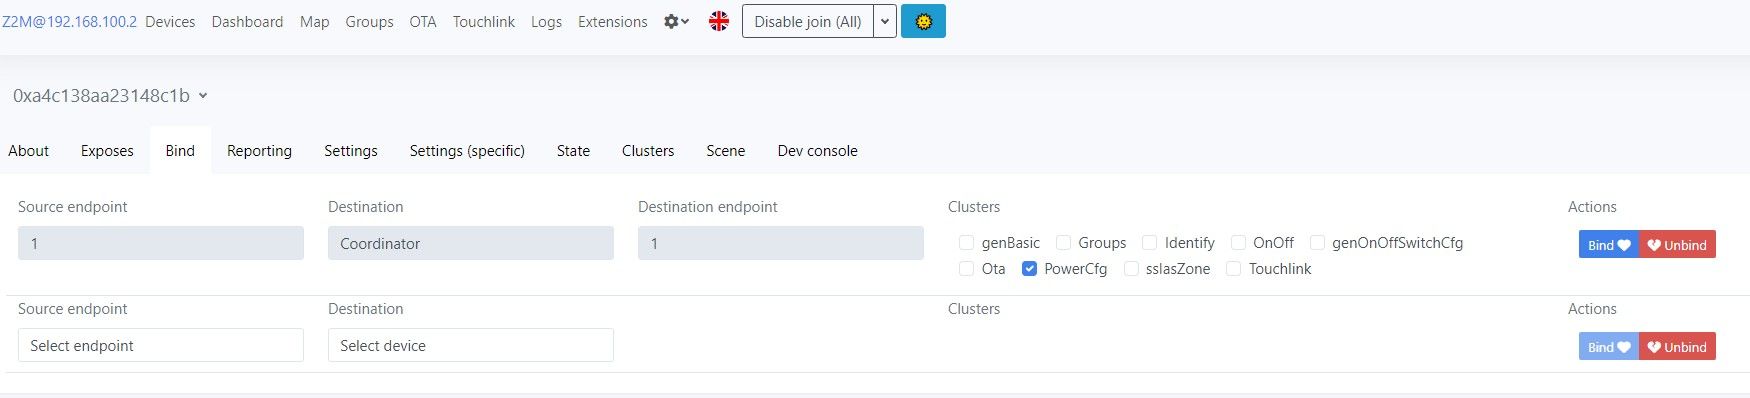 Z2M@192.168.100.2 Devices Dashboard Map Groups OTA Touchlink Logs Extensions Disable join (All)
0xa4c138aa23148c1b
About Exposes Bind Reporting Settings Settings (specific) State Clusters Scene Dev console
Source endpoint Destination Destination endpoint Clusters Actions
1 Coordinator 1 genBasic Groups Identify OnOff genOnOffSwitchCfg Bind Unbind
Ota PowerCfg ssIasZone Touchlink
Source endpoint Destination Clusters Actions
Select endpoint Select device Bind Unbind